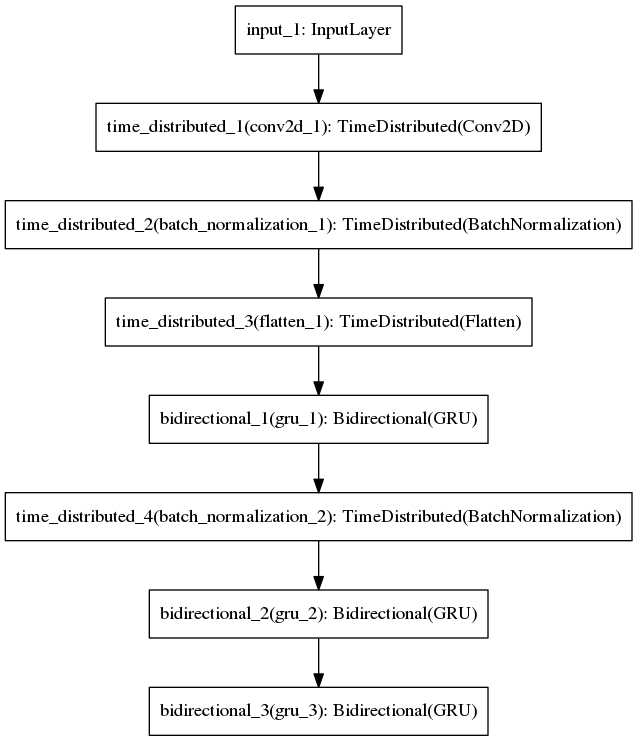 input_1: InputLayer
time_distributed_1(conv2d_1): TimeDistributed(Conv2D)
time_distributed_2(batch_normalization_1): TimeDistributed(BatchNormalization)
time_distributed_3(flatten_1): TimeDistributed(Flatten)
bidirectional_1(gru_1): Bidirectional(GRU)
time_distributed_4(batch_normalization_2): TimeDistributed(BatchNormalization)
bidirectional_2(gru_2): Bidirectional(GRU)
bidirectional_3(gru_3): Bidirectional(GRU)